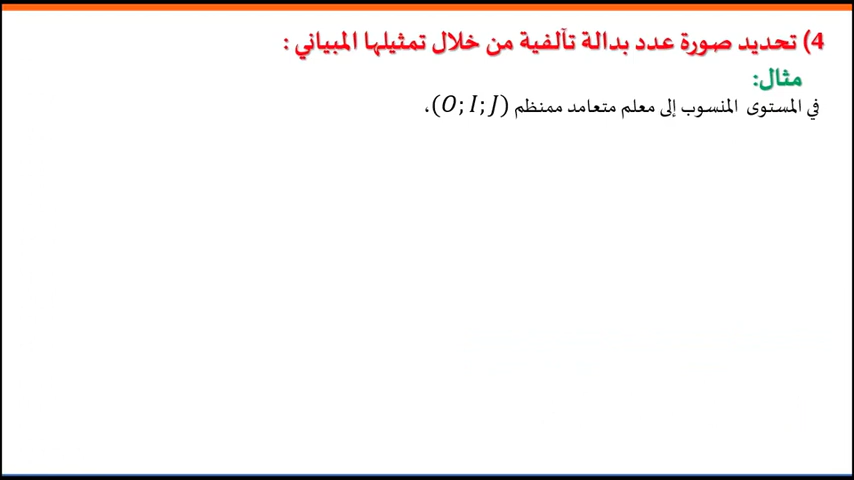 4) تحديد صورة عدد بدالة تآلفية من خلال تمثيلها المبياني :
مثال:
في المستوى المنسوب إلى معلم متعامد ممنظم (O; I; J)،